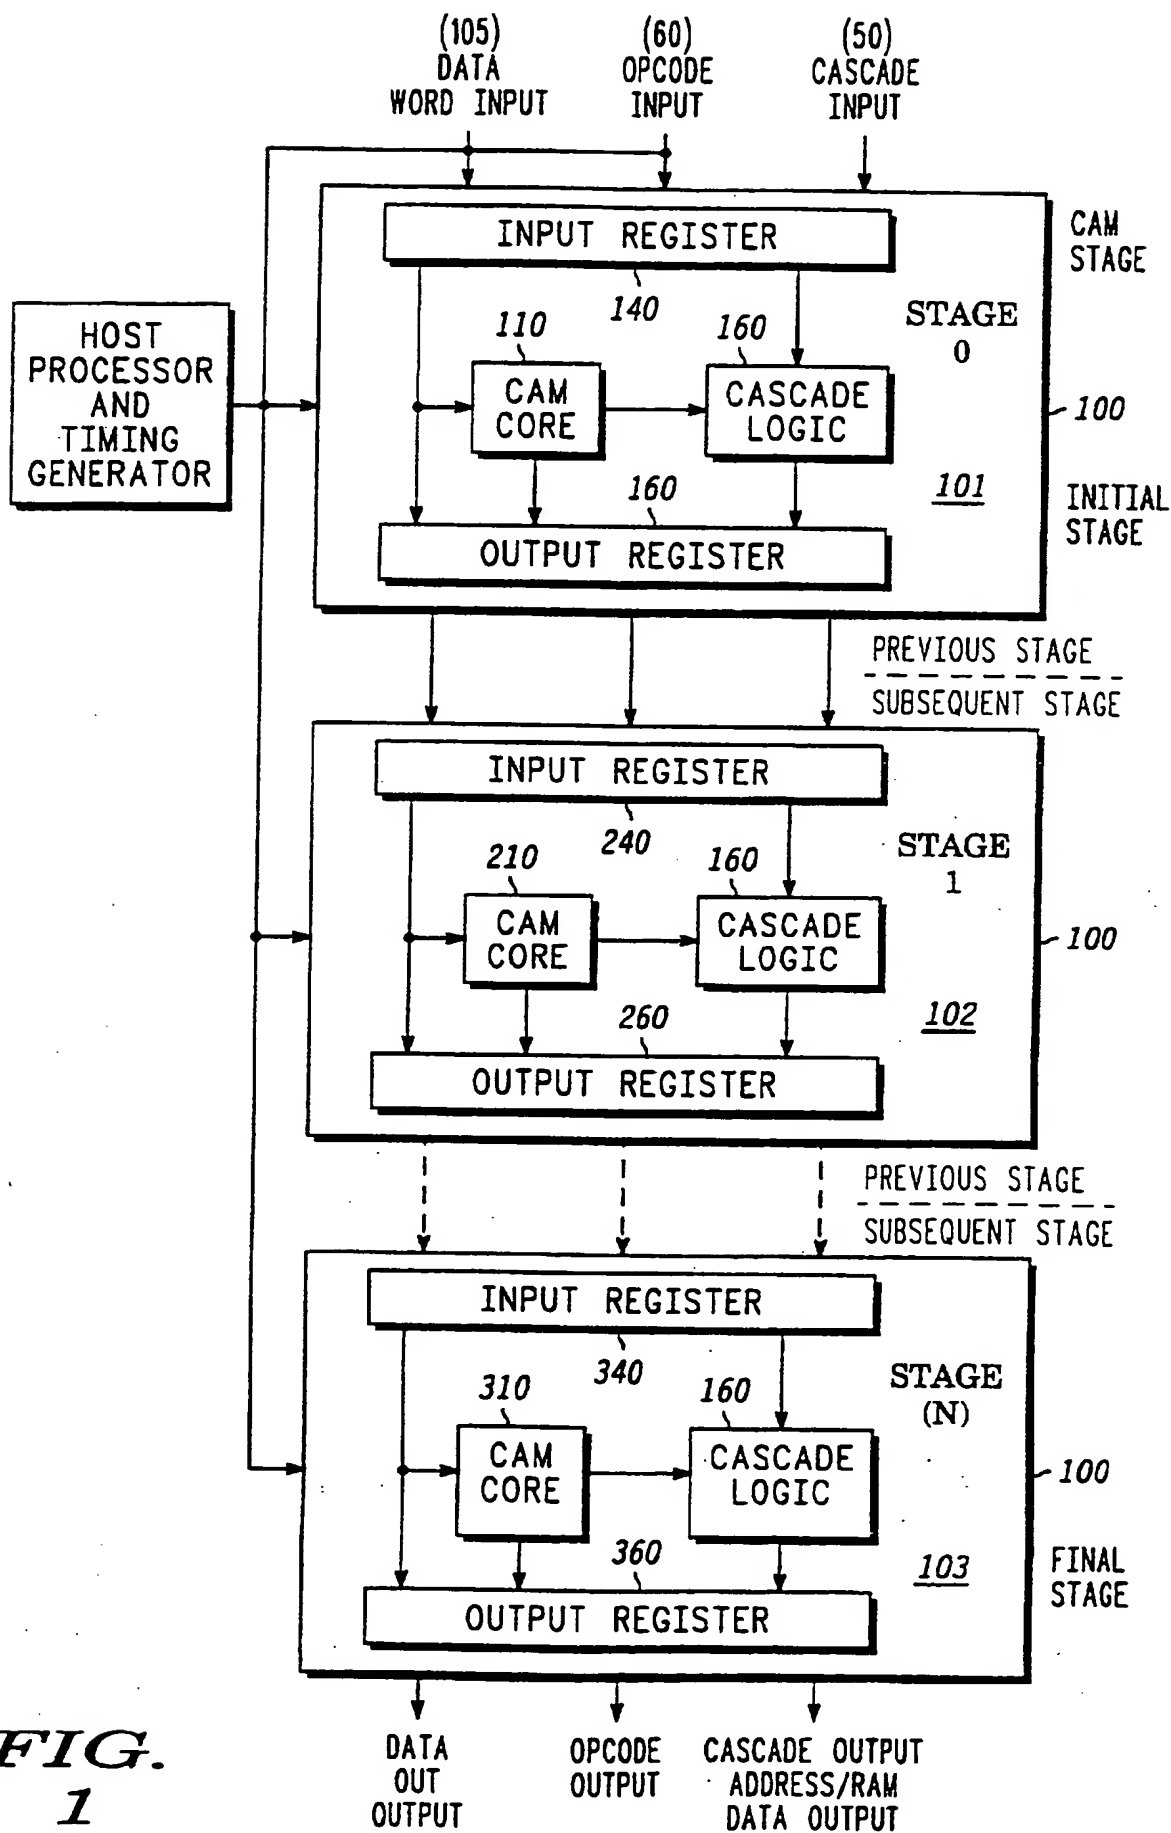 (105)
DATA
WORD INPUT
(60)
OPCODE
INPUT
(50)
CASCADE
INPUT
INPUT REGISTER
140
CAM
STAGE
STAGE
0
HOST
PROCESSOR
AND
TIMING
GENERATOR
110
CAM
CORE
160
CASCADE
LOGIC
100
101
INITIAL
STAGE
160
OUTPUT REGISTER
PREVIOUS STAGE
SUBSEQUENT STAGE
INPUT REGISTER
240
STAGE
1
210
CAM
CORE
160
CASCADE
LOGIC
100
102
260
OUTPUT REGISTER
PREVIOUS STAGE
SUBSEQUENT STAGE
INPUT REGISTER
340
STAGE
(N)
310
CAM
CORE
160
CASCADE
LOGIC
100
103
FINAL
STAGE
360
OUTPUT REGISTER
DATA
OUT
OUTPUT
OPCODE
OUTPUT
CASCADE OUTPUT
ADDRESS/RAM
DATA OUTPUT
FIG.
1